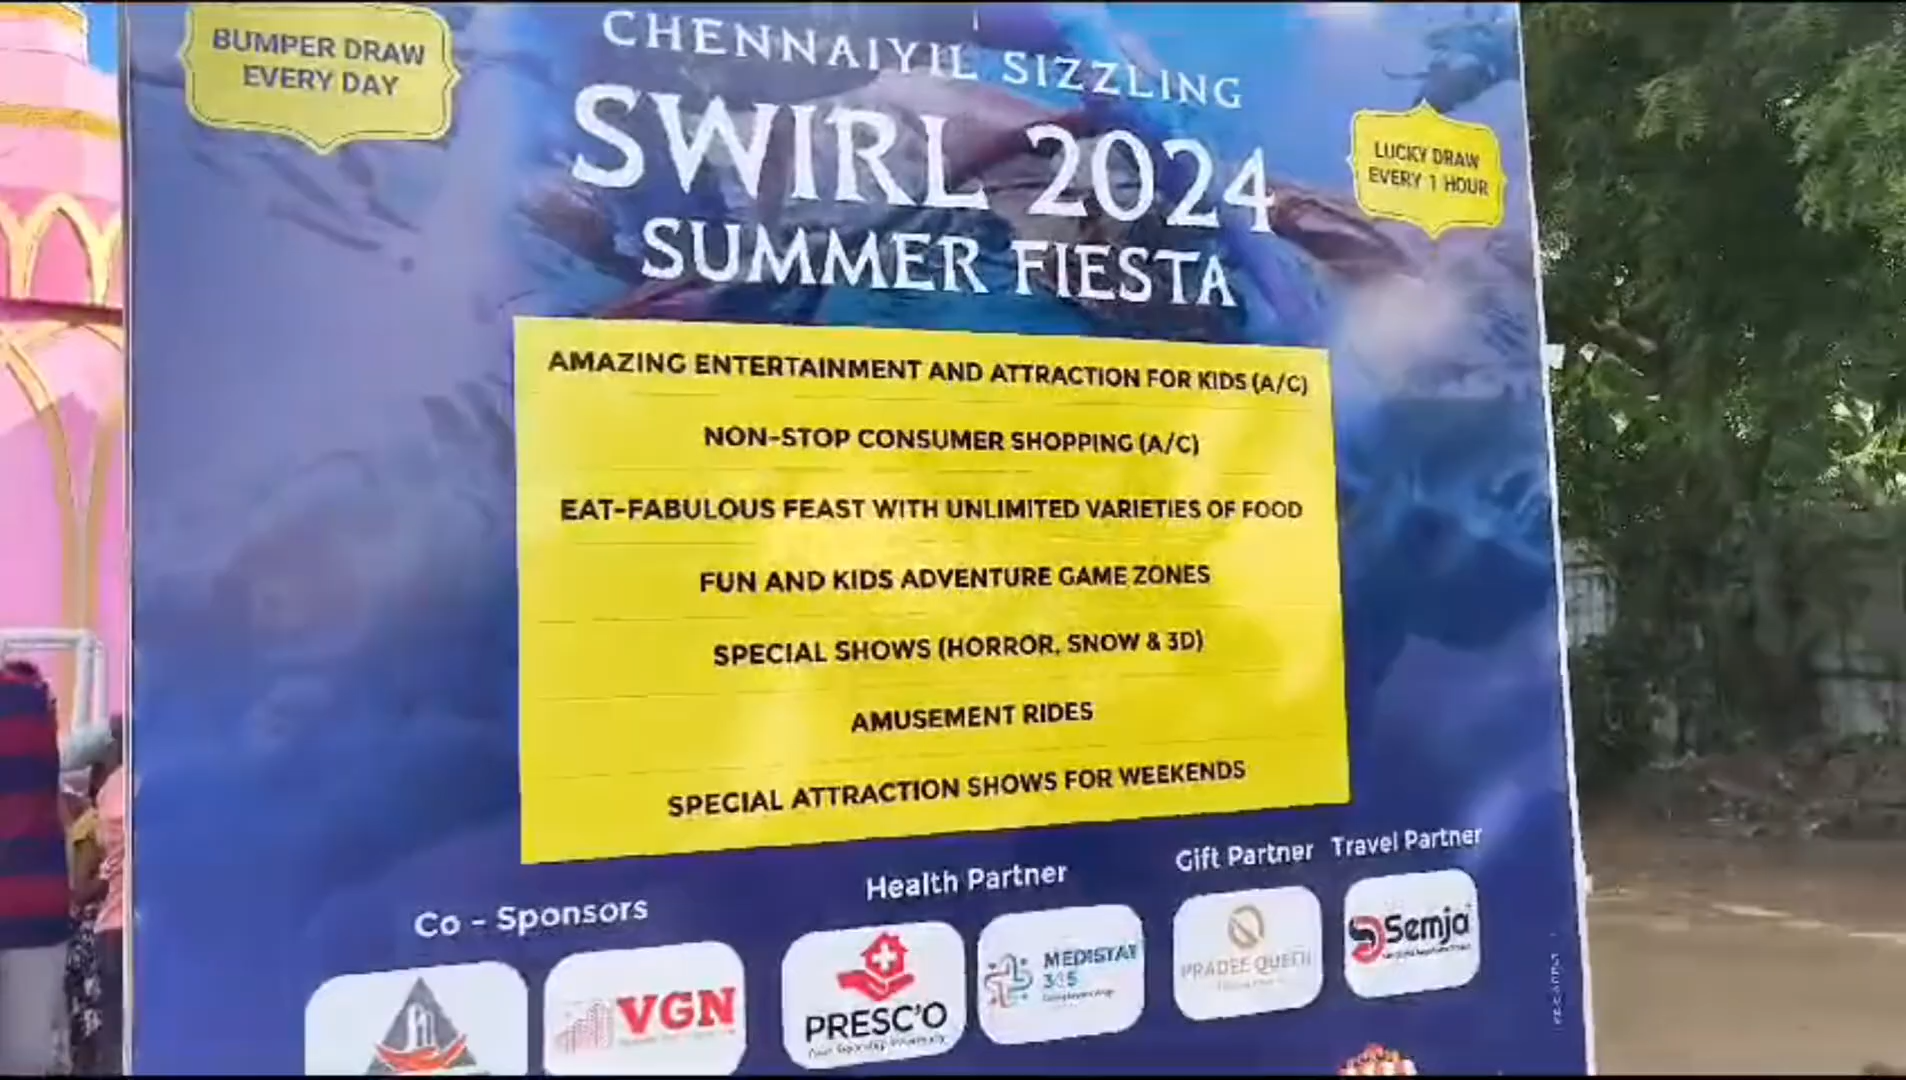 BUMPER DRAW
EVERY DAY
CHENNAIYIL SIZZLING
SWIRL 2024
SUMMER FIESTA
LUCKY DRAW
EVERY 1 HOUR
AMAZING ENTERTAINMENT AND ATTRACTION FOR KIDS (A/C)
NON-STOP CONSUMER SHOPPING (A/C)
EAT-FABULOUS FEAST WITH UNLIMITED VARIETIES OF FOOD
FUN AND KIDS ADVENTURE GAME ZONES
SPECIAL SHOWS (HORROR, SNOW & 3D)
AMUSEMENT RIDES
SPECIAL ATTRACTION SHOWS FOR WEEKENDS
Co - Sponsors
Health Partner
Gift Partner
Travel Partner
VGN
PRESC'O
MEDISTAT
365
PRADEE QUEEN
Semja